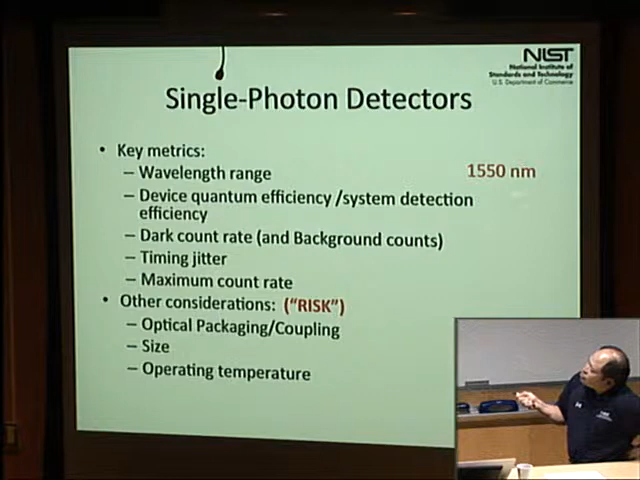 NIST
National Institute of
Standards and Technology
U.S. Department of Commerce
Single-Photon Detectors
• Key metrics:
– Wavelength range 1550 nm
– Device quantum efficiency /system detection
efficiency
– Dark count rate (and Background counts)
– Timing jitter
– Maximum count rate
• Other considerations: ("RISK")
– Optical Packaging/Coupling
– Size
– Operating temperature